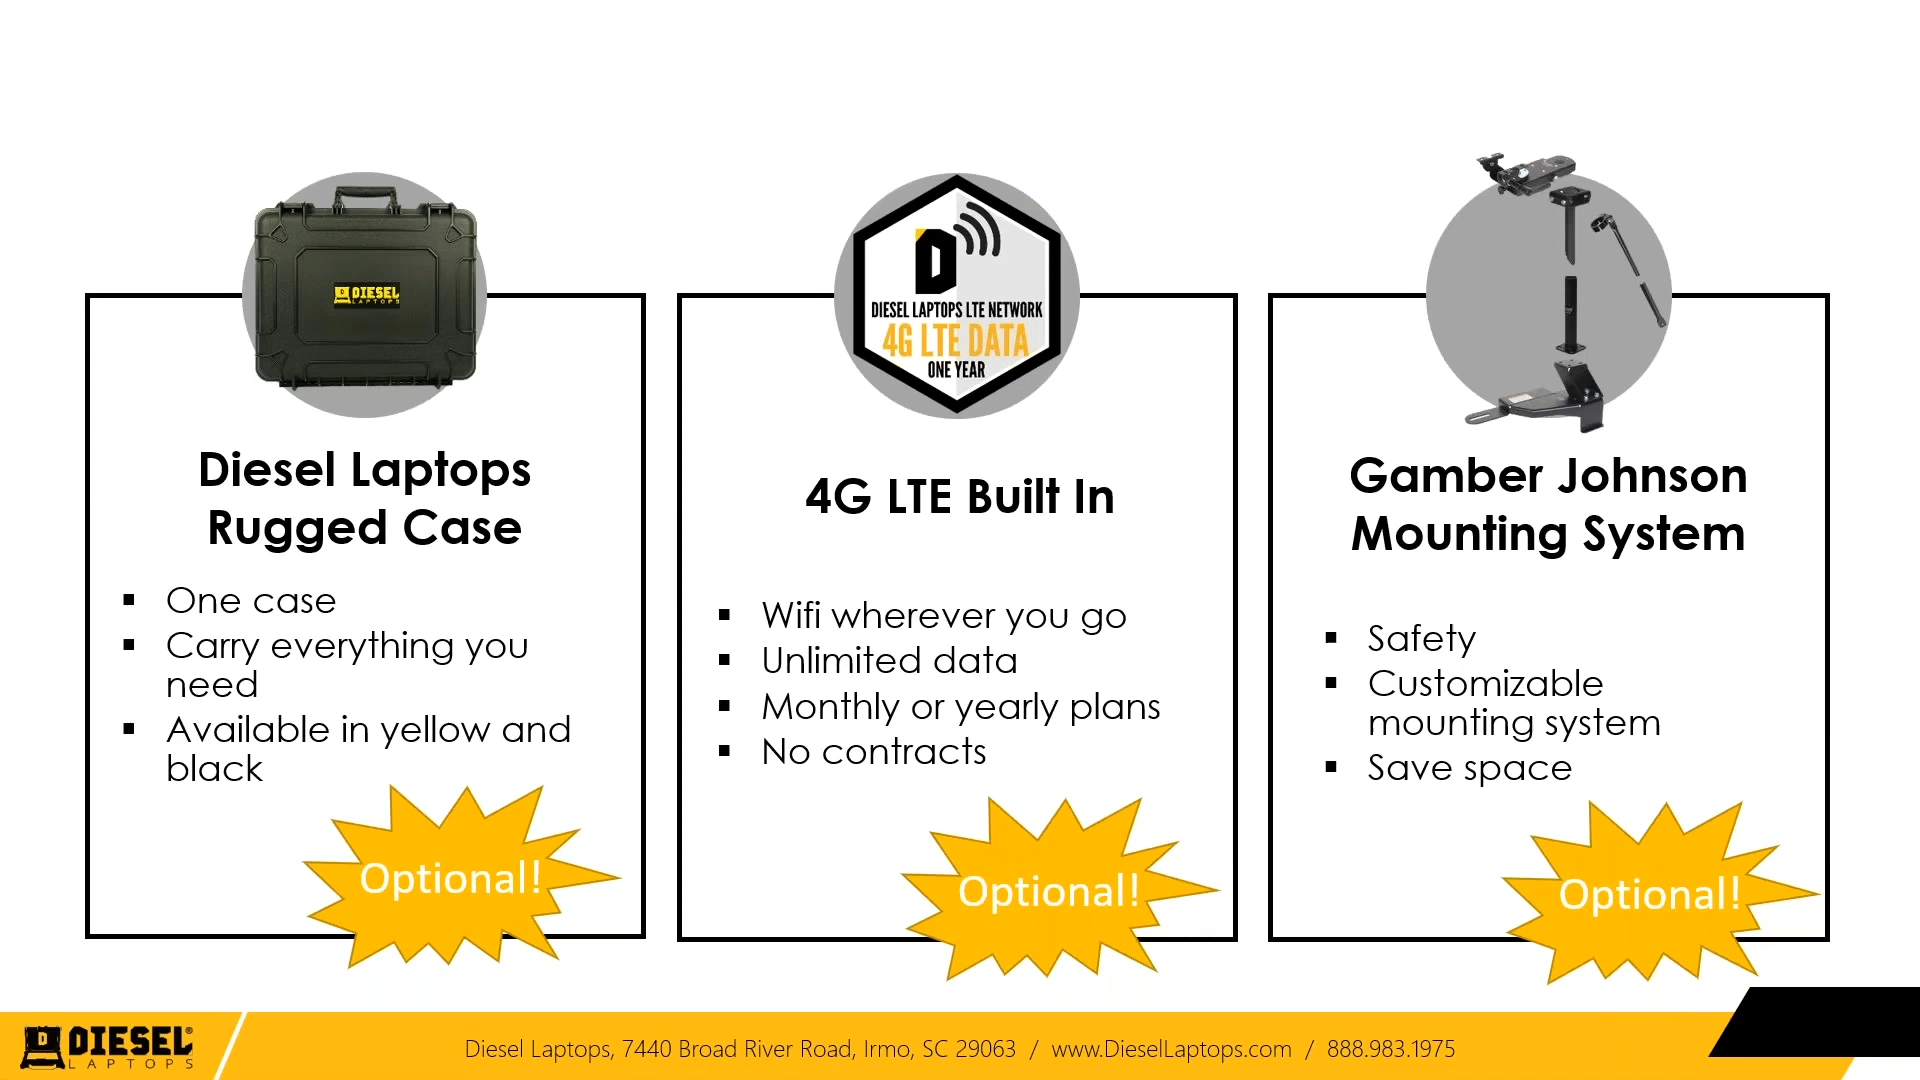 DIESEL
LAPTOPS
Diesel Laptops
Rugged Case
▪ One case
▪ Carry everything you
need
▪ Available in yellow and
black
Optional!
D
DIESEL LAPTOPS LTE NETWORK
4G LTE DATA
ONE YEAR
4G LTE Built In
▪ Wifi wherever you go
▪ Unlimited data
▪ Monthly or yearly plans
▪ No contracts
Optional!
Gamber Johnson
Mounting System
▪ Safety
▪ Customizable
mounting system
▪ Save space
Optional!
D DIESEL®
LAPTOPS
Diesel Laptops, 7440 Broad River Road, Irmo, SC 29063 / www.DieselLaptops.com / 888.983.1975